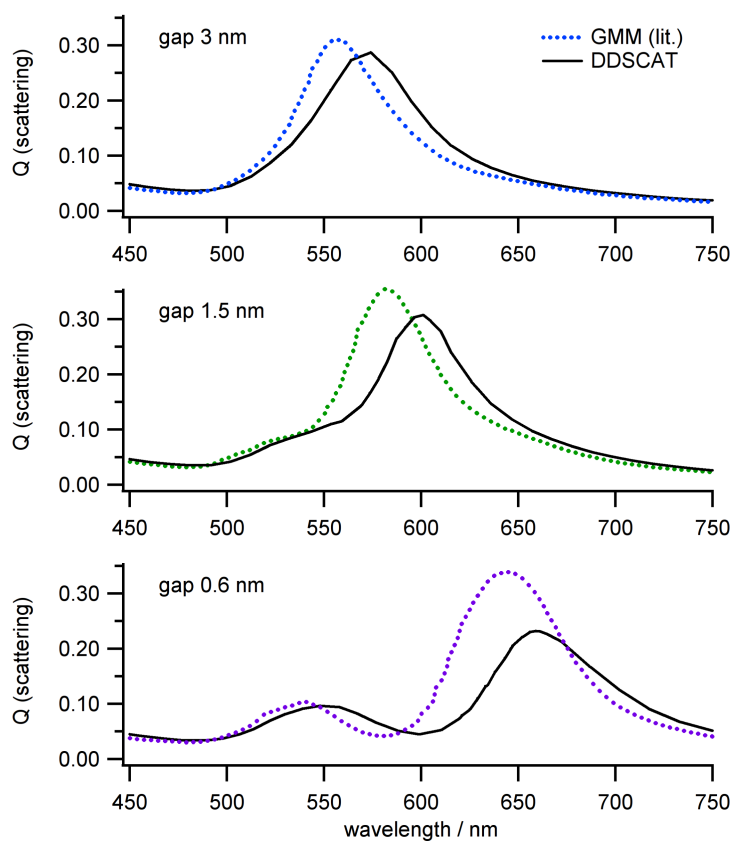 gap 3 nm
GMM (lit.)
DDSCAT
Q (scattering)
0.30
0.20
0.10
0.00
450 500 550 600 650 700 750
gap 1.5 nm
Q (scattering)
0.30
0.20
0.10
0.00
450 500 550 600 650 700 750
gap 0.6 nm
Q (scattering)
0.30
0.20
0.10
0.00
450 500 550 600 650 700 750
wavelength / nm